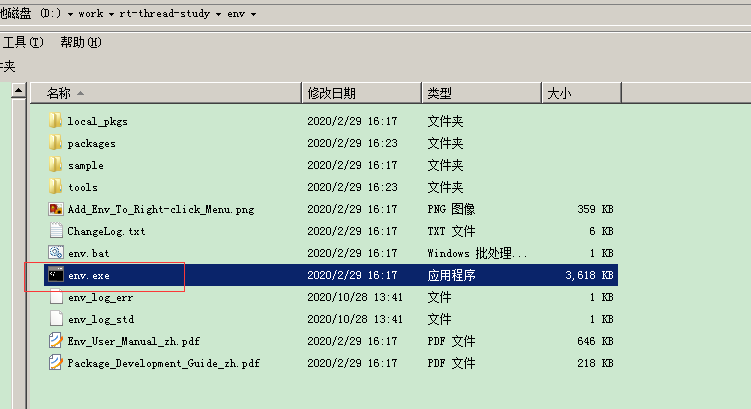 地磁盘 (D:) ▾ work ▾ rt-thread-study ▾ env ▾
工具(T) 帮助(H)
件夹
名称 修改日期 类型 大小
local_pkgs 2020/2/29 16:17 文件夹
packages 2020/2/29 16:23 文件夹
sample 2020/2/29 16:17 文件夹
tools 2020/2/29 16:23 文件夹
Add_Env_To_Right-click_Menu.png 2020/2/29 16:17 PNG 图像 359 KB
ChangeLog.txt 2020/2/29 16:17 TXT 文件 6 KB
env.bat 2020/2/29 16:17 Windows 批处理... 1 KB
env.exe 2020/2/29 16:17 应用程序 3,618 KB
env_log_err 2020/10/28 13:41 文件 1 KB
env_log_std 2020/10/28 13:41 文件 1 KB
Env_User_Manual_zh.pdf 2020/2/29 16:17 PDF 文件 646 KB
Package_Development_Guide_zh.pdf 2020/2/29 16:17 PDF 文件 218 KB